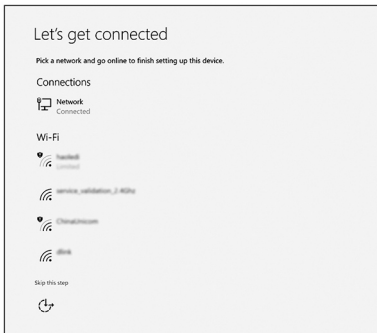 Let's get connected
Pick a network and go online to finish setting up this device.
Connections
Network
Connected
Wi-Fi
service_validation_2.4Ghz
ChinaUnicom
dlink
Skip this step